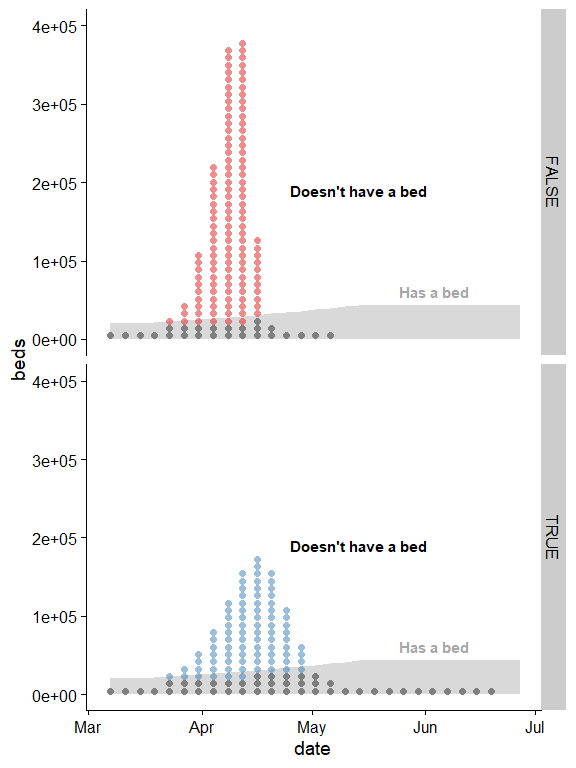 4e+05
3e+05
2e+05
1e+05
0e+00
Doesn't have a bed
Has a bed
FALSE
beds
4e+05
3e+05
2e+05
1e+05
0e+00
Doesn't have a bed
Has a bed
TRUE
Mar Apr May Jun Jul
date